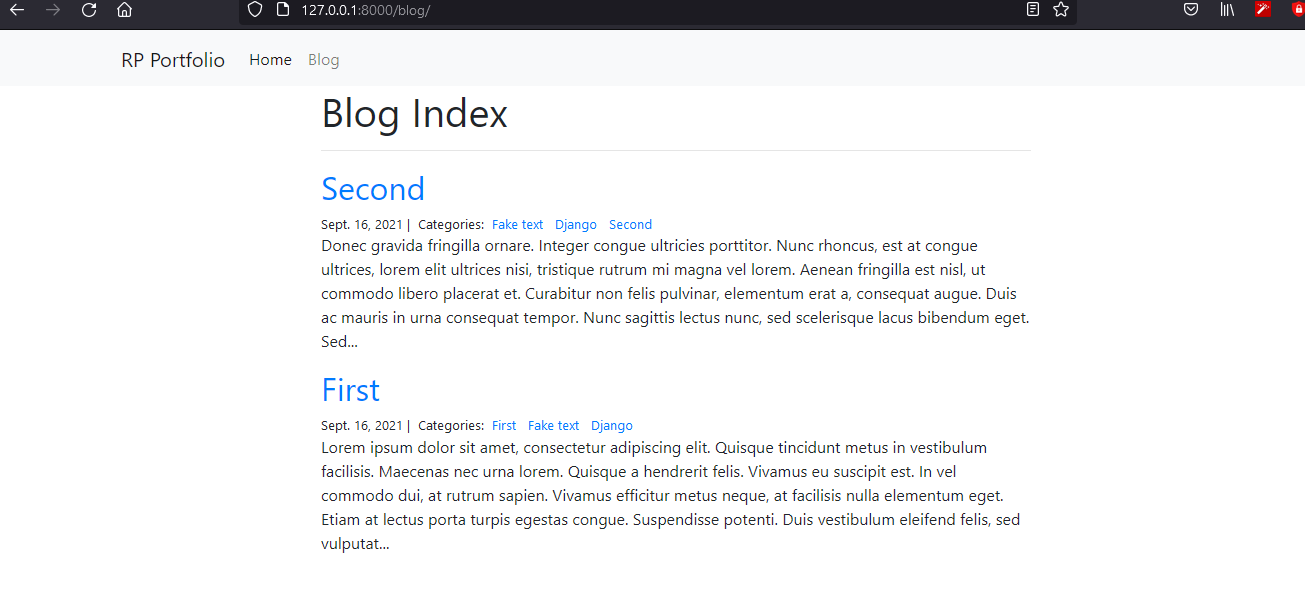 127.0.0.1:8000/blog/
RP Portfolio Home Blog
Blog Index
Second
Sept. 16, 2021 | Categories: Fake text Django Second
Donec gravida fringilla ornare. Integer congue ultricies porttitor. Nunc rhoncus, est at congue
ultrices, lorem elit ultrices nisi, tristique rutrum mi magna vel lorem. Aenean fringilla est nisl, ut
commodo libero placerat et. Curabitur non felis pulvinar, elementum erat a, consequat augue. Duis
ac mauris in urna consequat tempor. Nunc sagittis lectus nunc, sed scelerisque lacus bibendum eget.
Sed...
First
Sept. 16, 2021 | Categories: First Fake text Django
Lorem ipsum dolor sit amet, consectetur adipiscing elit. Quisque tincidunt metus in vestibulum
facilisis. Maecenas nec urna lorem. Quisque a hendrerit felis. Vivamus eu suscipit est. In vel
commodo dui, at rutrum sapien. Vivamus efficitur metus neque, at facilisis nulla elementum eget.
Etiam at lectus porta turpis egestas congue. Suspendisse potenti. Duis vestibulum eleifend felis, sed
vulputat...